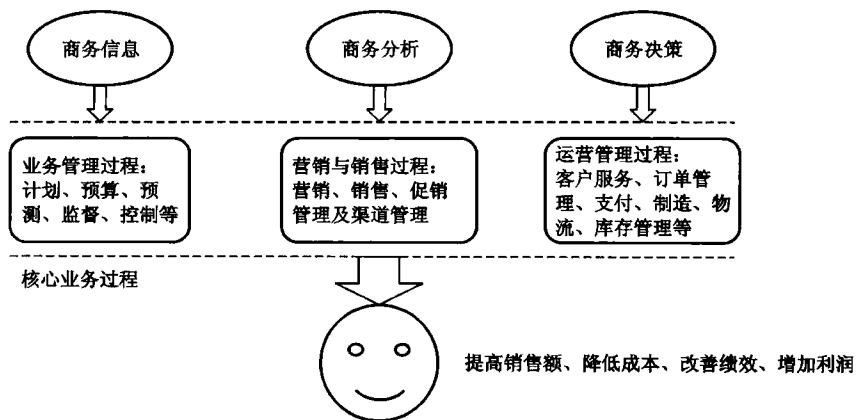 商务信息
商务分析
商务决策
业务管理过程：
计划、预算、预
测、监督、控制等
营销与销售过程：
营销、销售、促销
管理及渠道管理
运营管理过程：
客户服务、订单管
理、支付、制造、物
流、库存管理等
核心业务过程
提高销售额、降低成本、改善绩效、增加利润